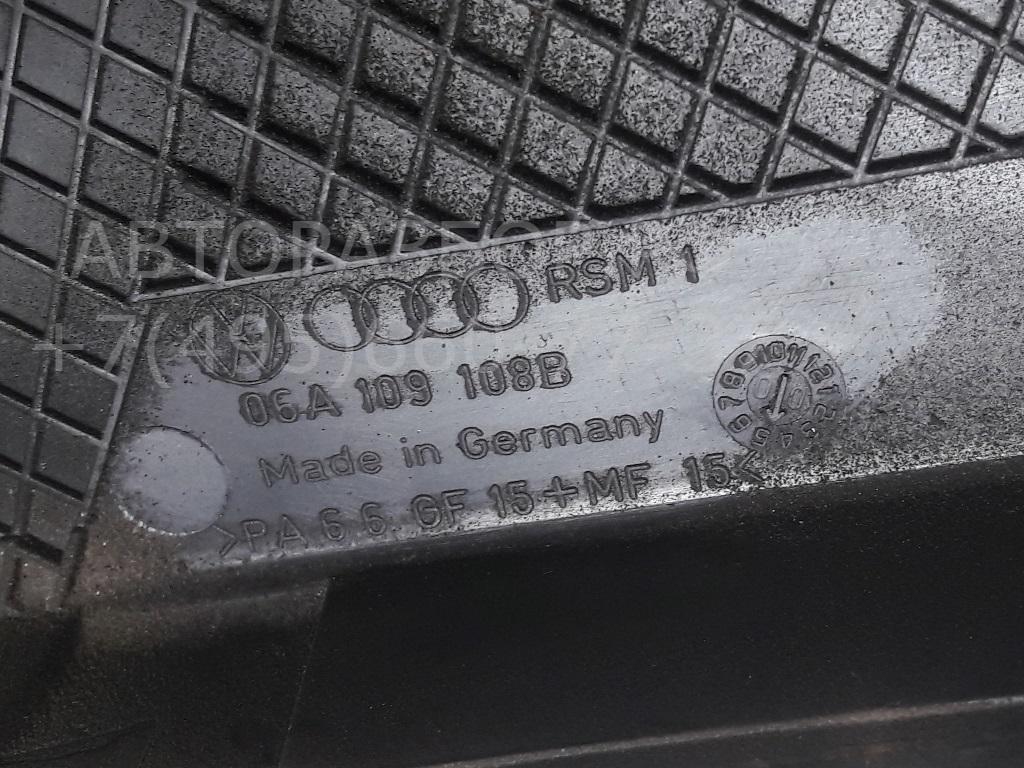 RSM 1
06A 109 108B
Made in Germany
>PA 6 6 GF 15+MF 15<